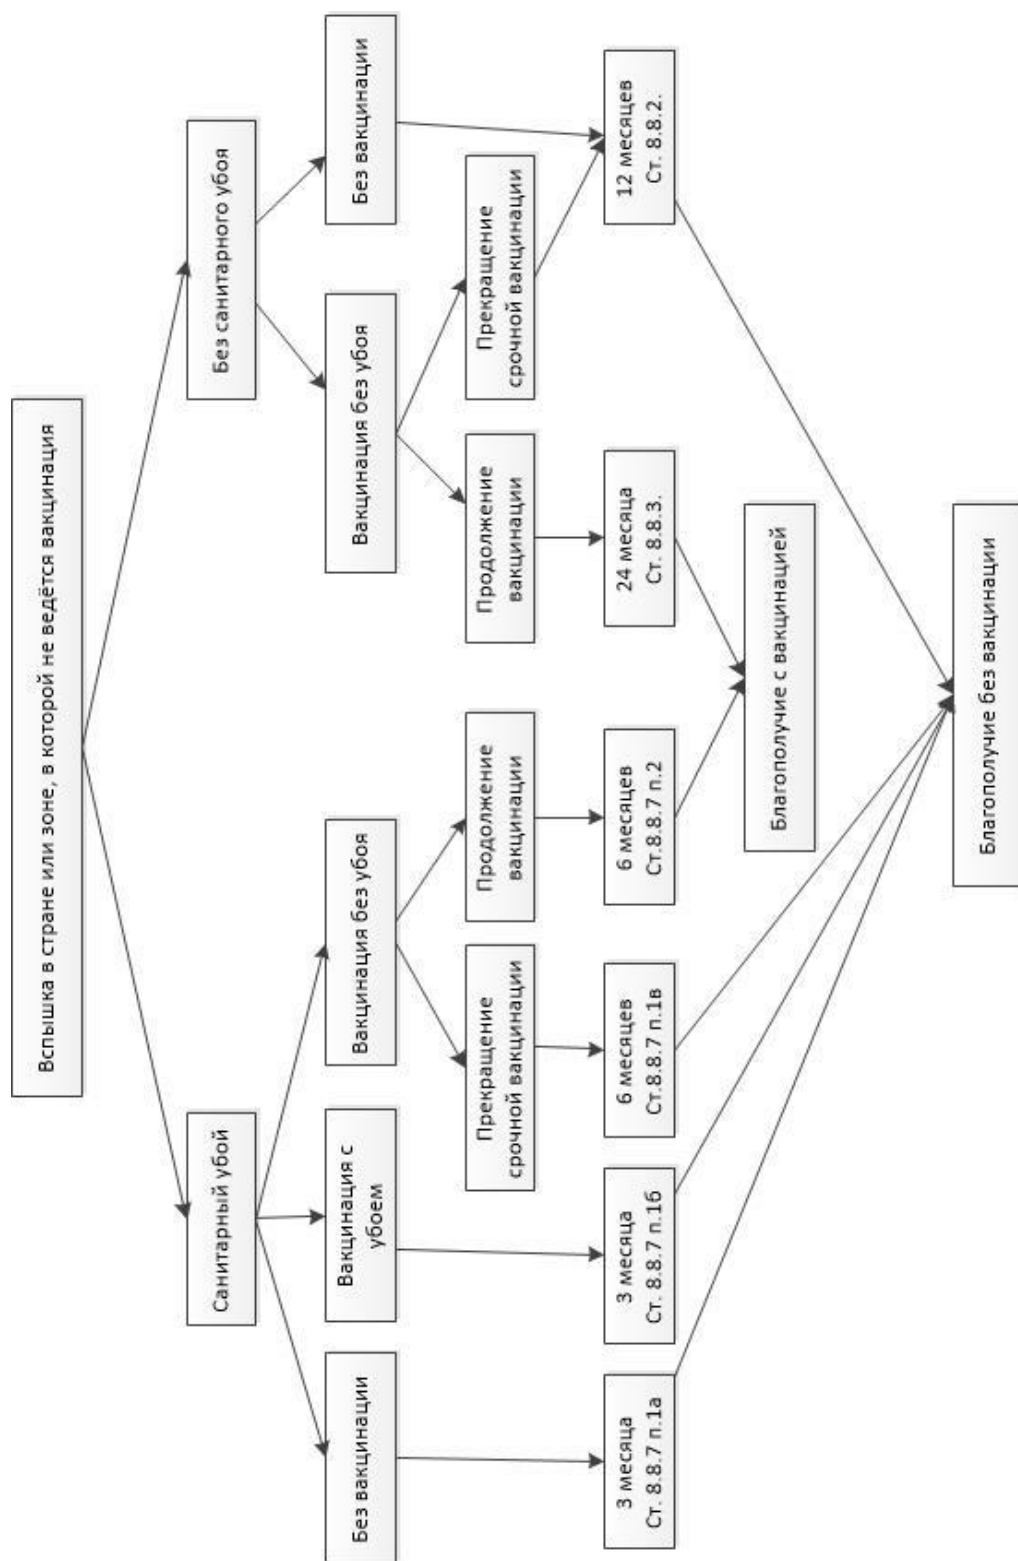 Вспышка в стране или зоне, в которой не ведётся вакцинация
Санитарный убой
Без санитарного убоя
Без вакцинации
Вакцинация с
убоем
Вакцинация без убоя
Вакцинация без убоя
Без вакцинации
Прекращение
срочной вакцинации
Продолжение
вакцинации
Продолжение
вакцинации
Прекращение
срочной вакцинации
3 месяца
Ст. 8.8.7 п.1а
3 месяца
Ст. 8.8.7 п.1б
6 месяцев
Ст.8.8.7 п.1в
6 месяцев
Ст.8.8.7 п.2
24 месяца
Ст. 8.8.3.
12 месяцев
Ст. 8.8.2.
Благополучие с вакцинацией
Благополучие без вакцинации